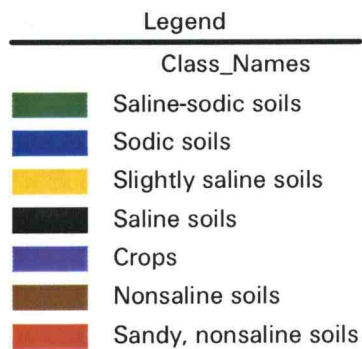 Legend
Class_Names
Saline-sodic soils
Sodic soils
Slightly saline soils
Saline soils
Crops
Nonsaline soils
Sandy, nonsaline soils